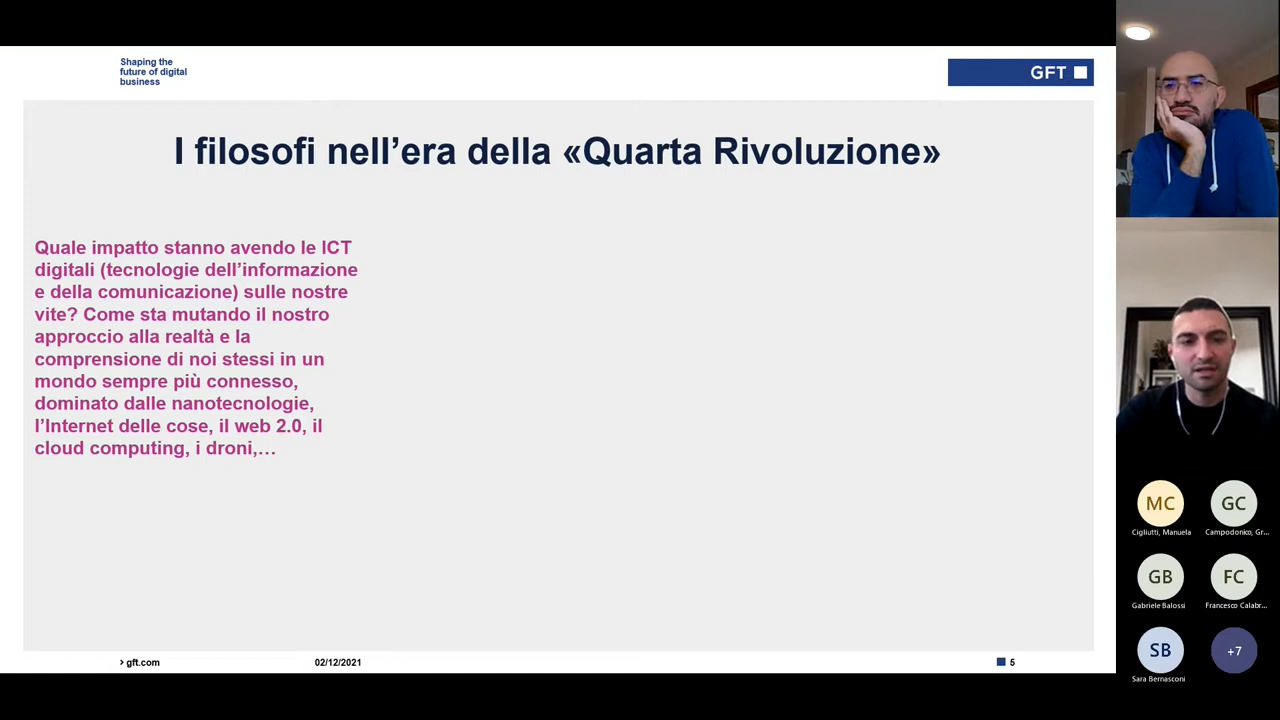 Shaping the
future of digital
business
GFT
I filosofi nell’era della «Quarta Rivoluzione»
Quale impatto stanno avendo le ICT
digitali (tecnologie dell’informazione
e della comunicazione) sulle nostre
vite? Come sta mutando il nostro
approccio alla realtà e la
comprensione di noi stessi in un
mondo sempre più connesso,
dominato dalle nanotecnologie,
l’Internet delle cose, il web 2.0, il
cloud computing, i droni,…
› gft.com
02/12/2021
5
MC
GC
Cigliutti, Manuela
Campodonico, Gr...
GB
FC
Gabriele Balossi
Francesco Calabr...
SB
+7
Sara Bernasconi